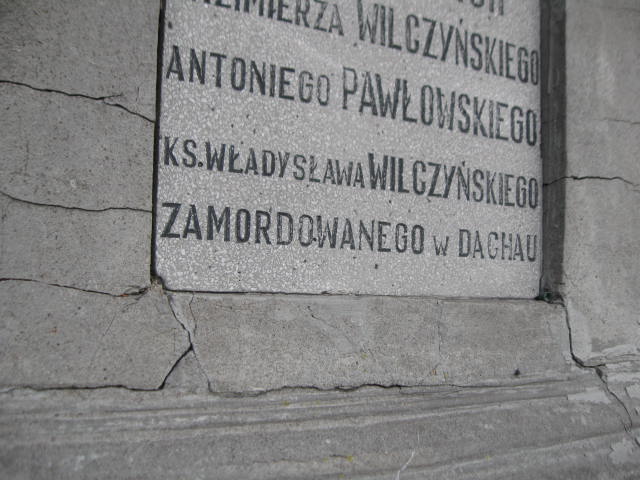 KAZIMIERZA WILCZYŃSKIEGO
ANTONIEGO PAWŁOWSKIEGO
KS. WŁADYSŁAWA WILCZYŃSKIEGO
ZAMORDOWANEGO W DACHAU